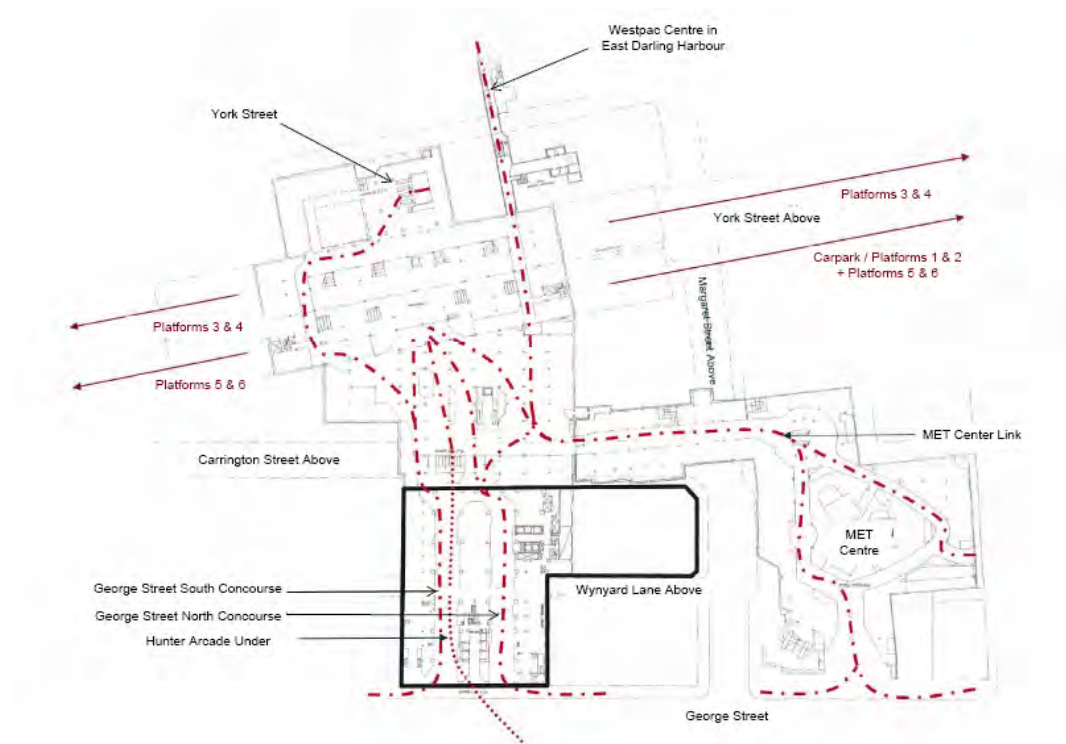 Westpac Centre in
East Darling Harbour
York Street
Platforms 3 & 4
York Street Above
Carpark / Platforms 1 & 2
+ Platforms 5 & 6
Margaret Street Above
Platforms 3 & 4
Platforms 5 & 6
MET Center Link
Carrington Street Above
MET
Centre
George Street South Concourse
Wynyard Lane Above
George Street North Concourse
Hunter Arcade Under
George Street